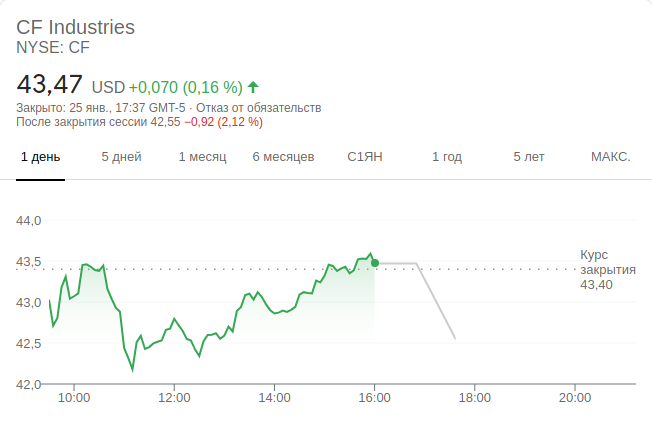 CF Industries
NYSE: CF
43,47 USD +0,070 (0,16 %)
Закрыто: 25 янв., 17:37 GMT-5 · Отказ от обязательств
После закрытия сессии 42,55 −0,92 (2,12 %)
1 день 5 дней 1 месяц 6 месяцев С1ЯН 1 год 5 лет МАКС.
44,0
43,5
43,0
42,5
42,0
Курс
закрытия
43,40
10:00 12:00 14:00 16:00 18:00 20:00